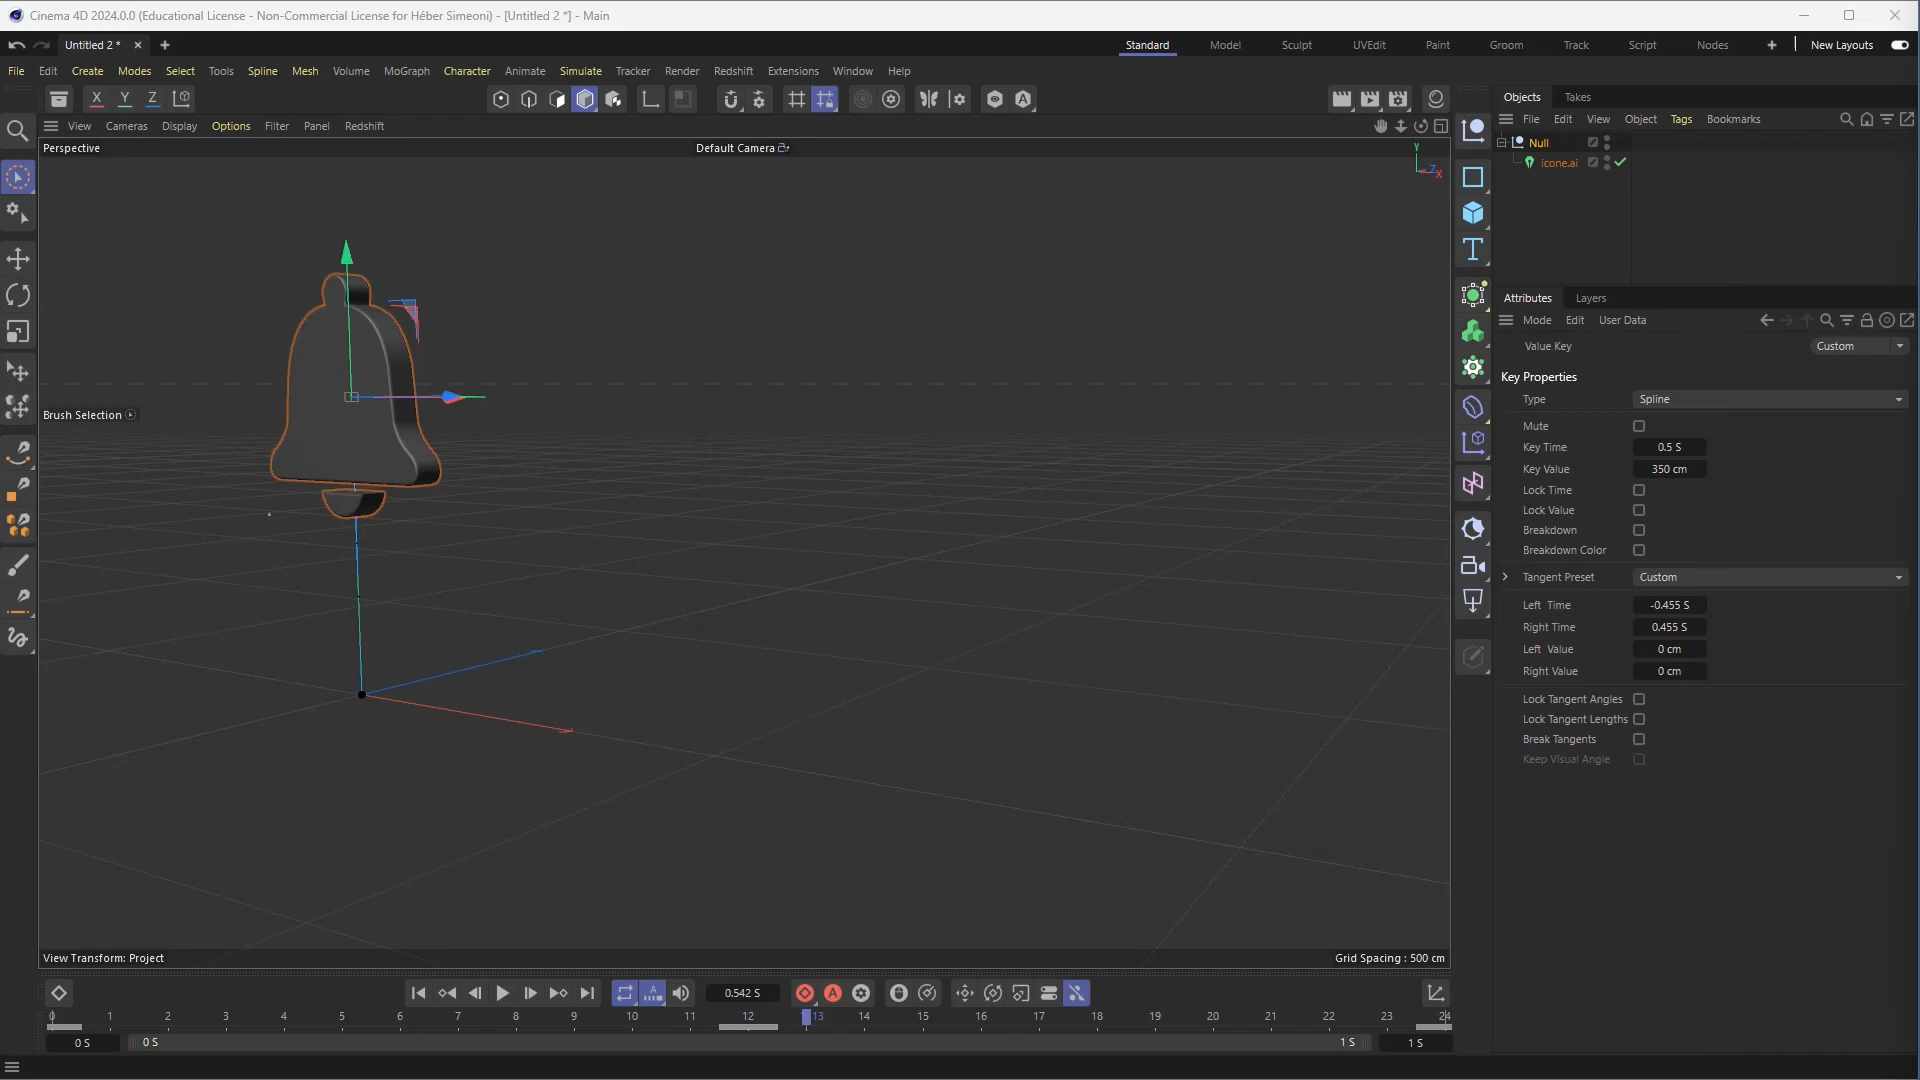 Cinema 4D 2024.0.0 (Educational License - Non-Commercial License for Héber Simeoni) - [Untitled 2 *] - Main
Untitled 2 *
Standard Model Sculpt UVEdit Paint Groom Track Script Nodes New Layouts
File Edit Create Modes Select Tools Spline Mesh Volume MoGraph Character Animate Simulate Tracker Render Redshift Extensions Window Help
X Y Z
Objects Takes
View Cameras Display Options Filter Panel Redshift
File Edit View Object Tags Bookmarks
Perspective
Default Camera
Y
Z
X
Null
icone.ai
Attributes Layers
Mode Edit User Data
Value Key Custom
Key Properties
Type Spline
Brush Selection
Mute
Key Time 0.5 S
Key Value 350 cm
Lock Time
Lock Value
Breakdown
Breakdown Color
Tangent Preset Custom
Left Time -0.455 S
Right Time 0.455 S
Left Value 0 cm
Right Value 0 cm
Lock Tangent Angles
Lock Tangent Lengths
Break Tangents
Keep Visual Angle
View Transform: Project
Grid Spacing : 500 cm
0.542 S
0 1 2 3 4 5 6 7 8 9 10 11 12 13 14 15 16 17 18 19 20 21 22 23 24
0 S 0 S 1 S 1 S